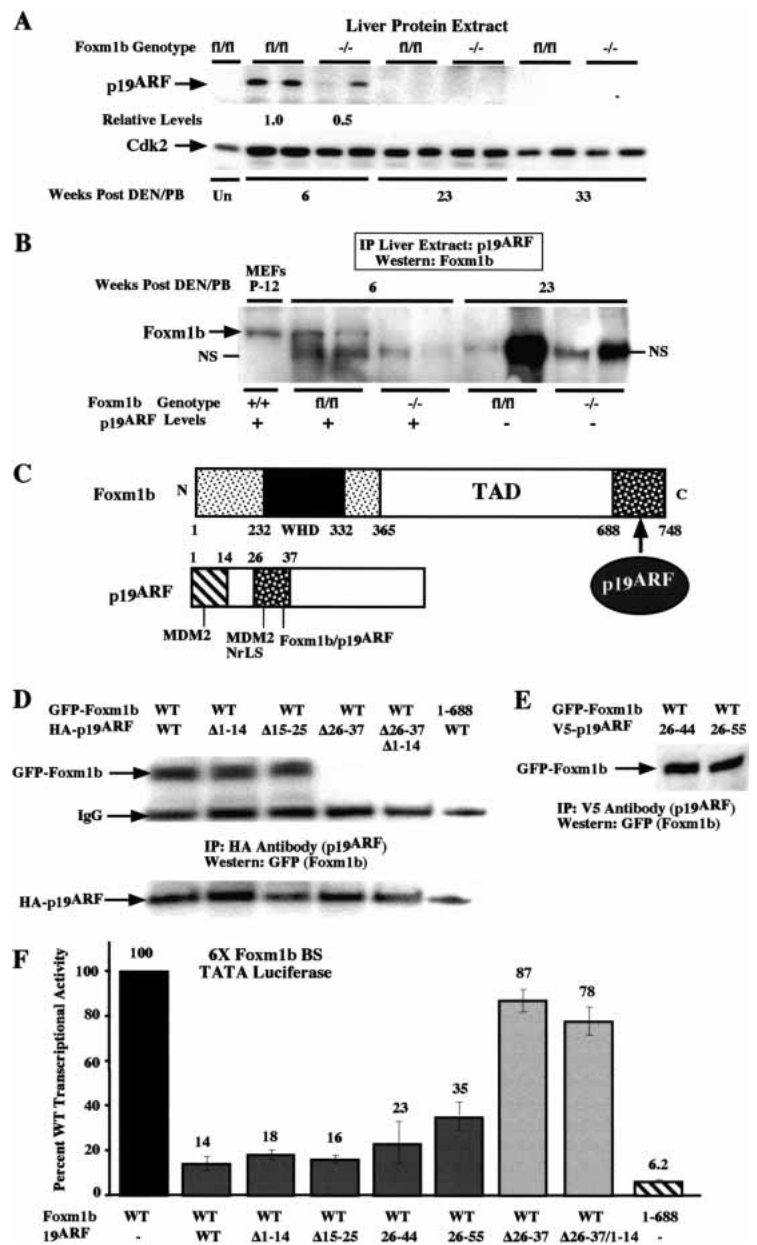 A
Liver Protein Extract
Foxm1b Genotype fl/fl fl/fl -/- fl/fl -/- fl/fl -/-
p19ARF
Relative Levels 1.0 0.5
Cdk2
Weeks Post DEN/PB Un 6 23 33
B
IP Liver Extract: p19ARF
Western: Foxm1b
MEFs
Weeks Post DEN/PB P-12 6 23
Foxm1b
NS NS
Foxm1b Genotype +/+ fl/fl -/- fl/fl -/-
p19ARF Levels + + + - -
C
Foxm1b N TAD C
1 232 WHD 332 365 688 748
1 14 26 37
p19ARF
p19ARF
MDM2 MDM2 Foxm1b/p19ARF
NrLS
D
GFP-Foxm1b WT WT WT WT WT 1-688
HA-p19ARF WT Δ1-14 Δ15-25 Δ26-37 Δ26-37 WT
Δ1-14
GFP-Foxm1b
IgG
IP: HA Antibody (p19ARF)
Western: GFP (Foxm1b)
HA-p19ARF
E
GFP-Foxm1b WT WT
V5-p19ARF 26-44 26-55
GFP-Foxm1b
IP: V5 Antibody (p19ARF)
Western: GFP (Foxm1b)
F
6X Foxm1b BS
TATA Luciferase
Percent WT Transcriptional Activity
100
80
60
40
20
0
100 14 18 16 23 35 87 78 6.2
Foxm1b WT WT WT WT WT WT WT WT 1-688
19ARF - WT Δ1-14 Δ15-25 26-44 26-55 Δ26-37 Δ26-37/1-14 -